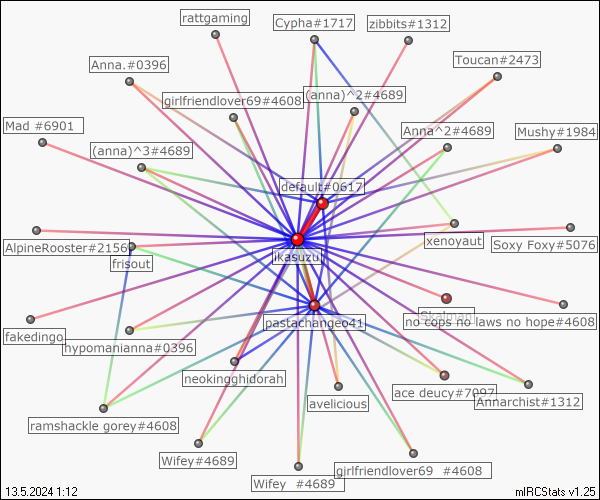 rattgaming
Cypha#1717
zibbits#1312
Anna.#0396
Toucan#2473
girlfriendlover69#4608
(anna)^2#4689
Mad #6901
Anna^2#4689
Mushy#1984
(anna)^3#4689
default#0617
AlpineRooster#2156
frisout
ikasuzu
xenoyaut
Soxy Foxy#5076
fakedingo
hypomanianna#0396
pastachangeo41
no cops no laws no hope#4608
neokingghidorah
avelicious
ace deucy#7097
Annarchist#1312
ramshackle gorey#4608
Wifey#4689
Wifey #4689
girlfriendlover69 #4608
13.5.2024 1:12
mIRCStats v1.25